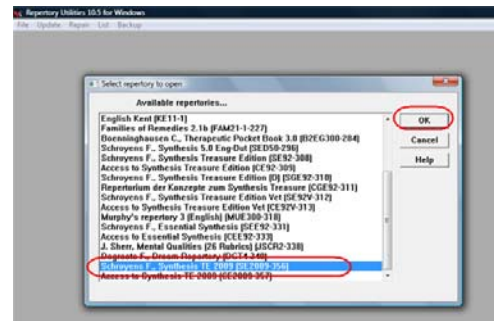 Repertory Utilities 10.5 for Windows
File Update Repair List Backup
Select repertory to open
Available repertories...
English Kent [KE11-1]
Families of Remedies 2.1b [FAM21-1-227]
Boenninghausen C., Therapeutic Pocket Book 3.0 [B2EG300-284]
Schroyens F., Synthesis 5.0 Eng-Dut [SED50-296]
Schroyens F., Synthesis Treasure Edition [SE92-308]
Access to Synthesis Treasure Edition [CE92-309]
Schroyens F., Synthesis Treasure Edition [D] [SGE92-310]
Repertorium der Konzepte zum Synthesis Treasure [CGE92-311]
Schroyens F., Synthesis Treasure Edition Vet [SE92V-312]
Access to Synthesis Treasure Edition Vet [CE92V-313]
Murphy's repertory 3 [English] [MUE300-318]
Schroyens F., Essential Synthesis [SEE92-331]
Access to Essential Synthesis [CEE92-333]
J. Sherr, Mental Qualities [26 Rubrics] [JSCR2-338]
Degroote F., Dream Repertory [DGT4-340]
Schroyens F., Synthesis TE 2009 [SE2009-356]
Access to Synthesis TE 2009 [CE2009-357]
OK
Cancel
Help